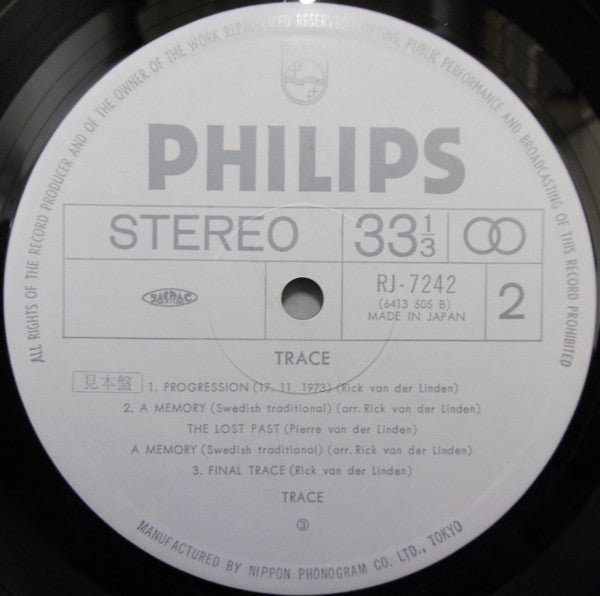 ALL RIGHTS OF THE RECORD PRODUCER AND OF THE OWNER OF THE WORK REPRODUCED RESERVED COPYING, PUBLIC PERFORMANCE AND BROADCASTING OF THIS RECORD PROHIBITED
PHILIPS
STEREO 33⅓
RJ-7242
(6413 505 B)
MADE IN JAPAN
2
JASRAC
TRACE
見本盤 1. PROGRESSION (17. 11. 1973) (Rick van der Linden)
2. A MEMORY (Swedish traditional) (arr. Rick van der Linden)
THE LOST PAST (Pierre van der Linden)
A MEMORY (Swedish traditional) (arr. Rick van der Linden)
3. FINAL TRACE (Rick van der Linden)
TRACE
③
MANUFACTURED BY NIPPON PHONOGRAM CO. LTD., TOKYO